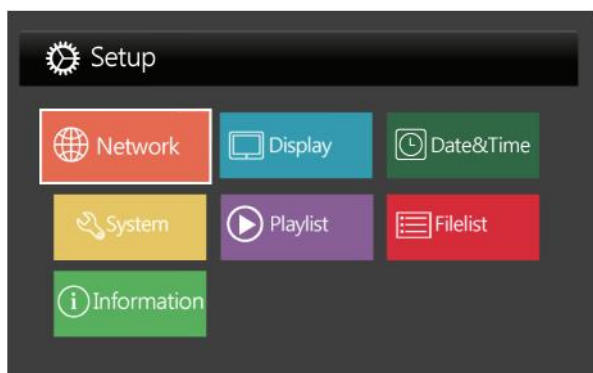 Setup
Network Display Date&Time
System Playlist Filelist
Information